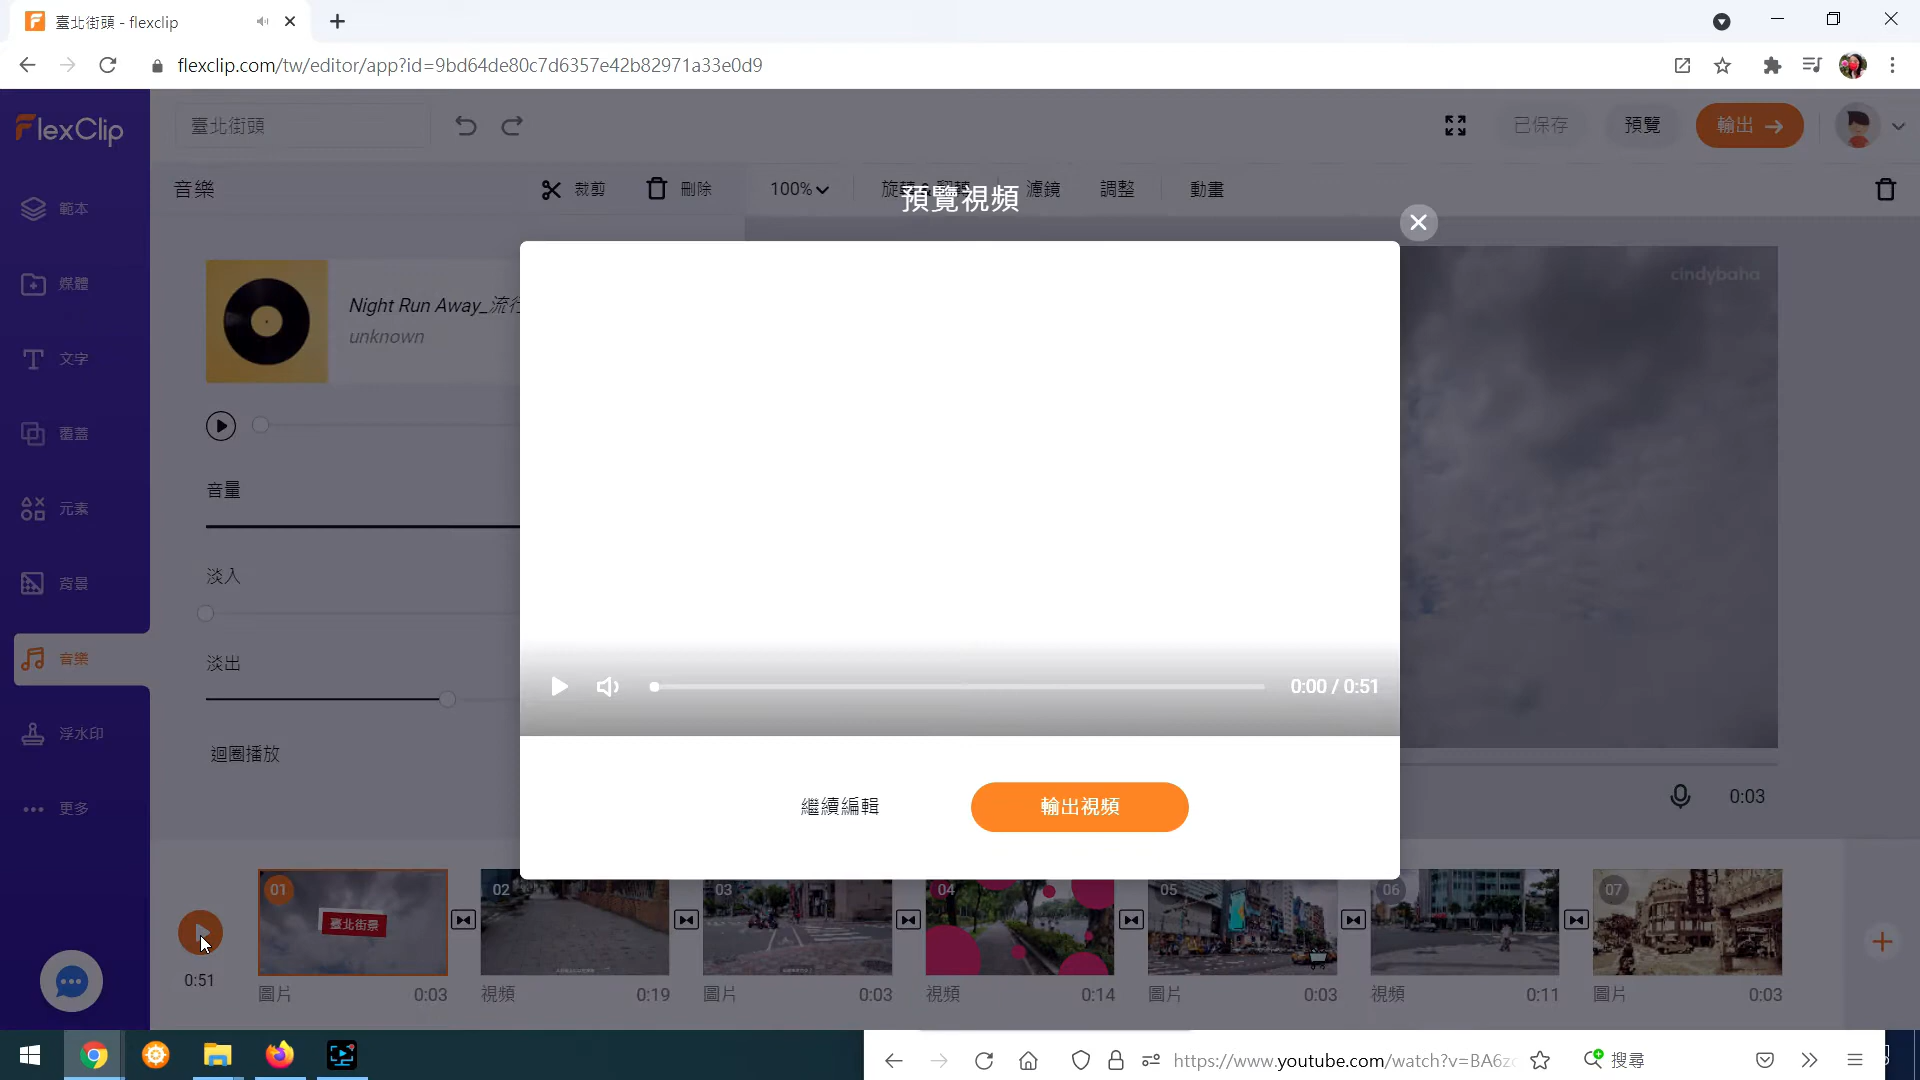 臺北街頭 - flexclip
flexclip.com/tw/editor/app?id=9bd64de80c7d6357e42b82971a33e0d9
FlexClip
臺北街頭
已保存
預覽
輸出
音樂
裁剪
刪除
100%
濾鏡
調整
動畫
預覽視頻
範本
媒體
文字
覆蓋
元素
背景
音樂
浮水印
更多
Night Run Away_流行
unknown
音量
淡入
淡出
迴圈播放
cindybaha
0:00 / 0:51
繼續編輯
輸出視頻
0:03
0:51
01
臺北街景
圖片
0:03
02
視頻
0:19
03
圖片
0:03
04
視頻
0:14
05
圖片
0:03
06
視頻
0:11
07
圖片
0:03
https://www.youtube.com/watch?v=BA6z
搜尋